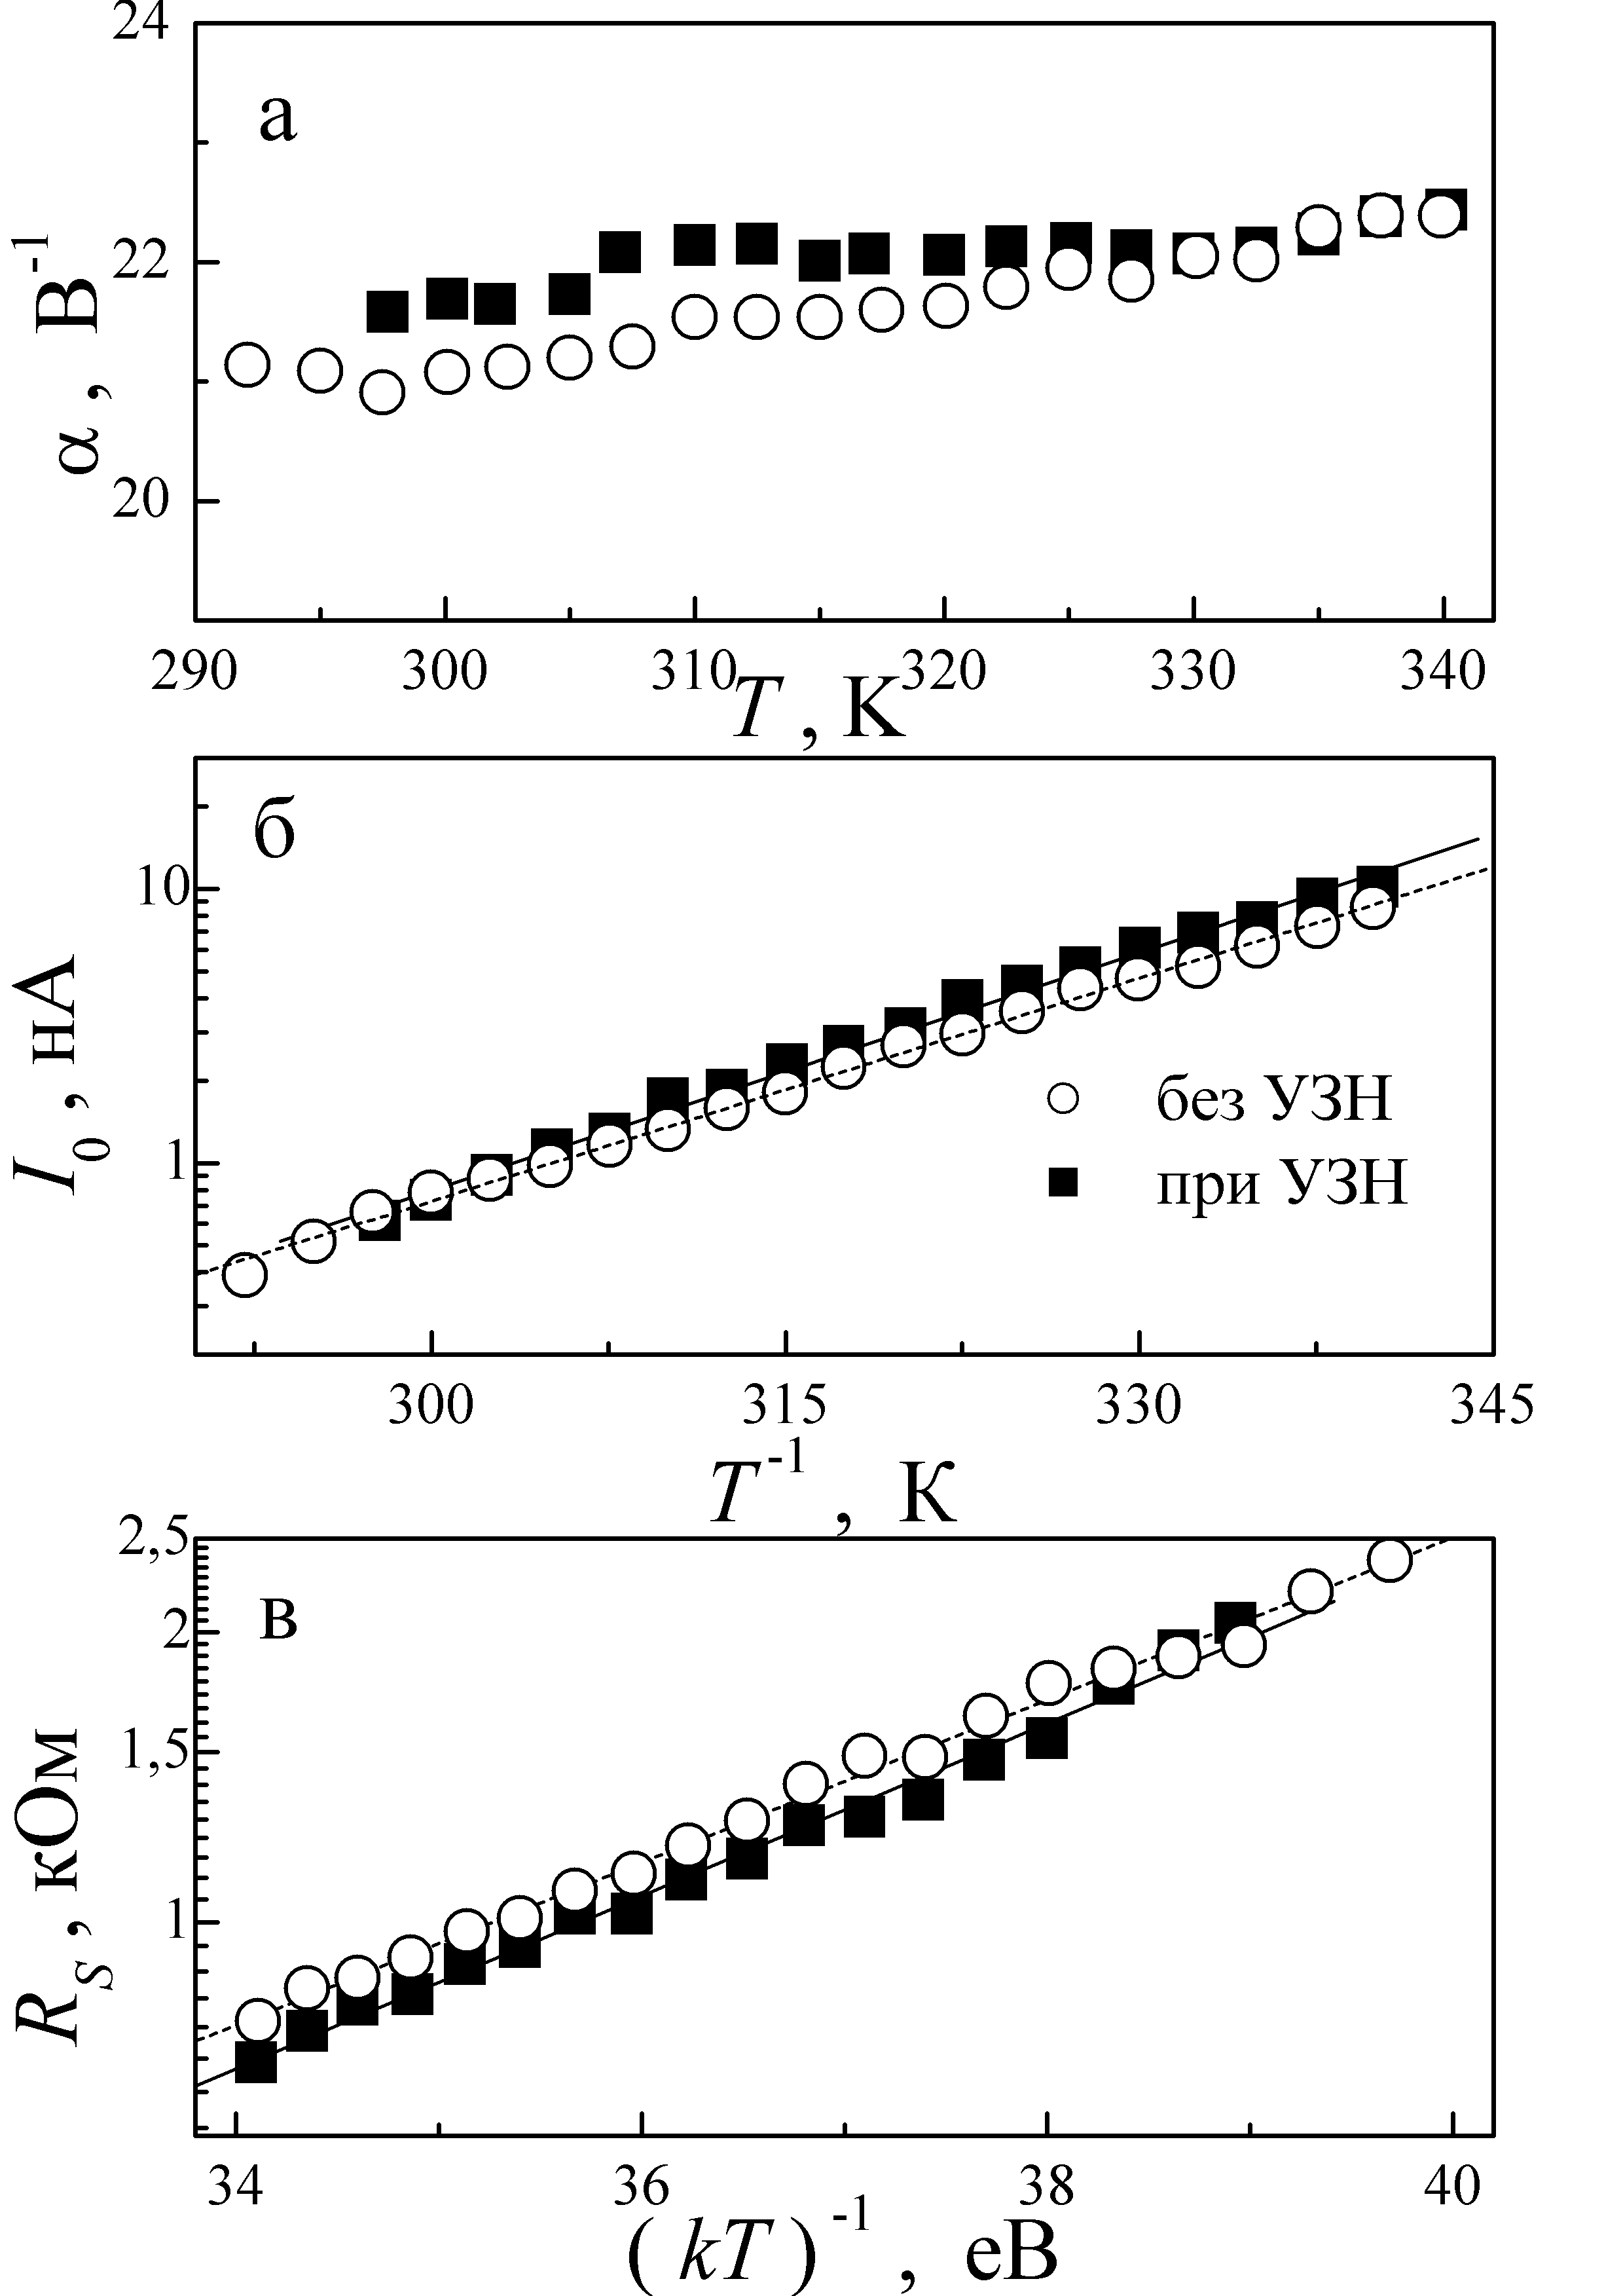 24
а
22
20
α, В⁻¹
290 300 310 320 330 340
T, К
б
10
1
I₀, нА
без УЗН
при УЗН
300 315 330 345
T⁻¹, К
2,5
в
2
1,5
1
R_S, кОм
34 36 38 40
(kT)⁻¹, еВ